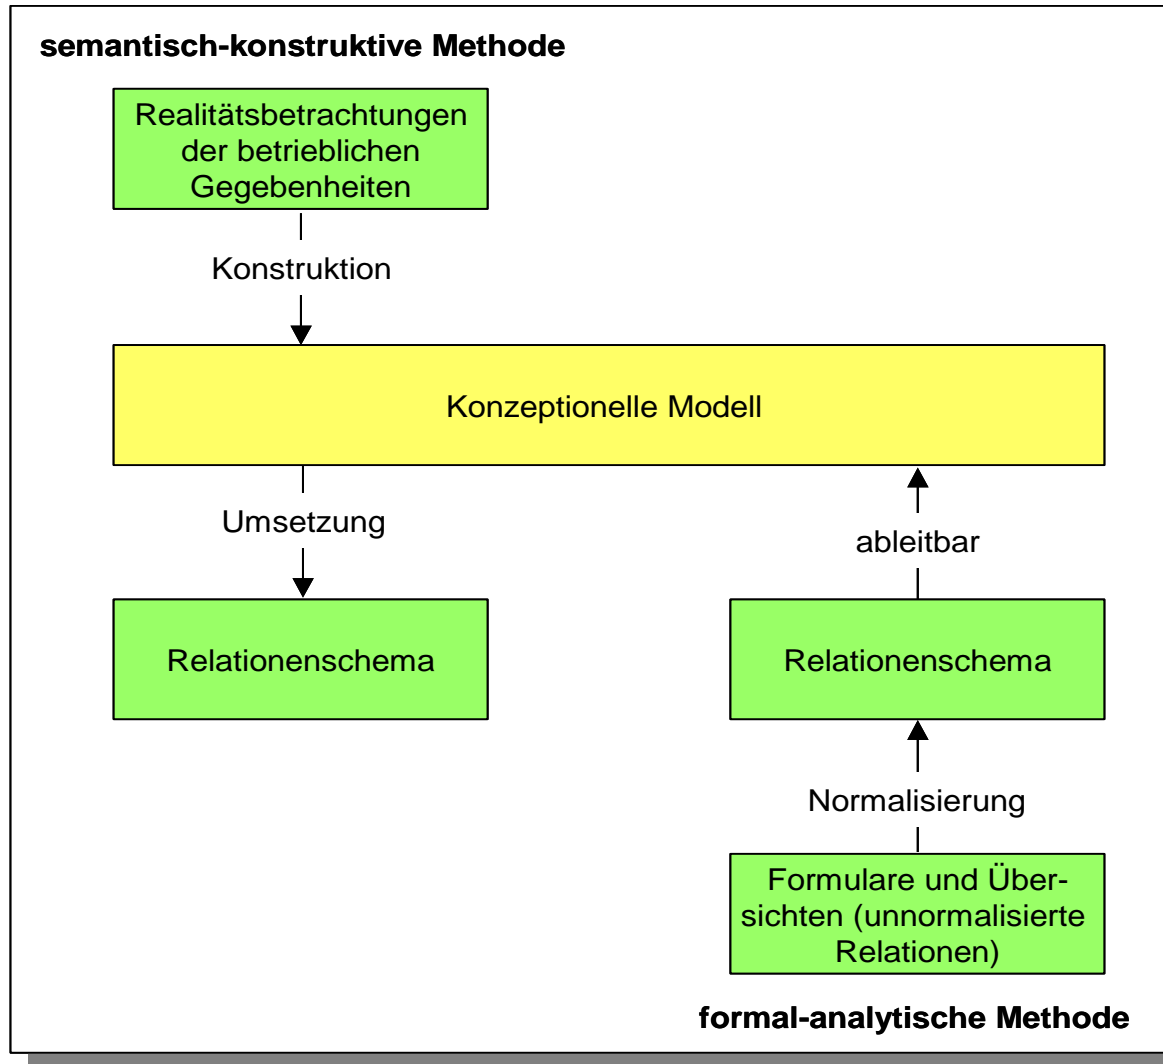 semantisch-konstruktive Methode
Realitätsbetrachtungen
der betrieblichen
Gegebenheiten
Konstruktion
Konzeptionelle Modell
Umsetzung
ableitbar
Relationenschema
Relationenschema
Normalisierung
Formulare und Über-
sichten (unnormalisierte
Relationen)
formal-analytische Methode